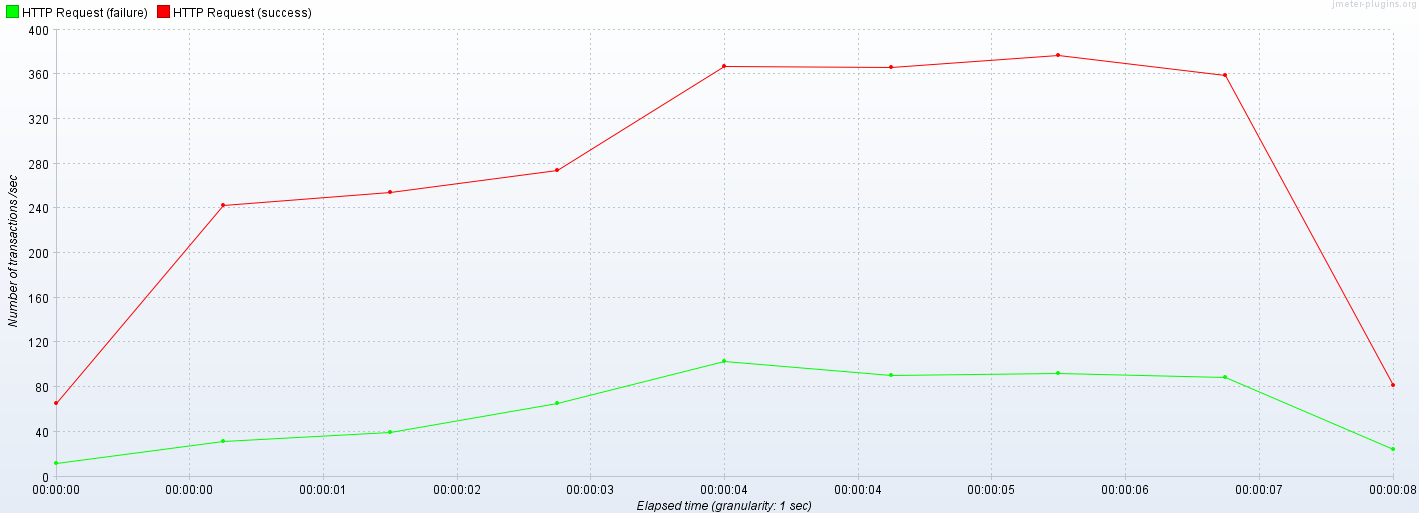 HTTP Request (failure) HTTP Request (success)
jmeter-plugins.org
400
360
320
280
240
200
160
120
80
40
0
Number of transactions /sec
00:00:00 00:00:00 00:00:01 00:00:02 00:00:03 00:00:04 00:00:04 00:00:05 00:00:06 00:00:07 00:00:08
Elapsed time (granularity: 1 sec)